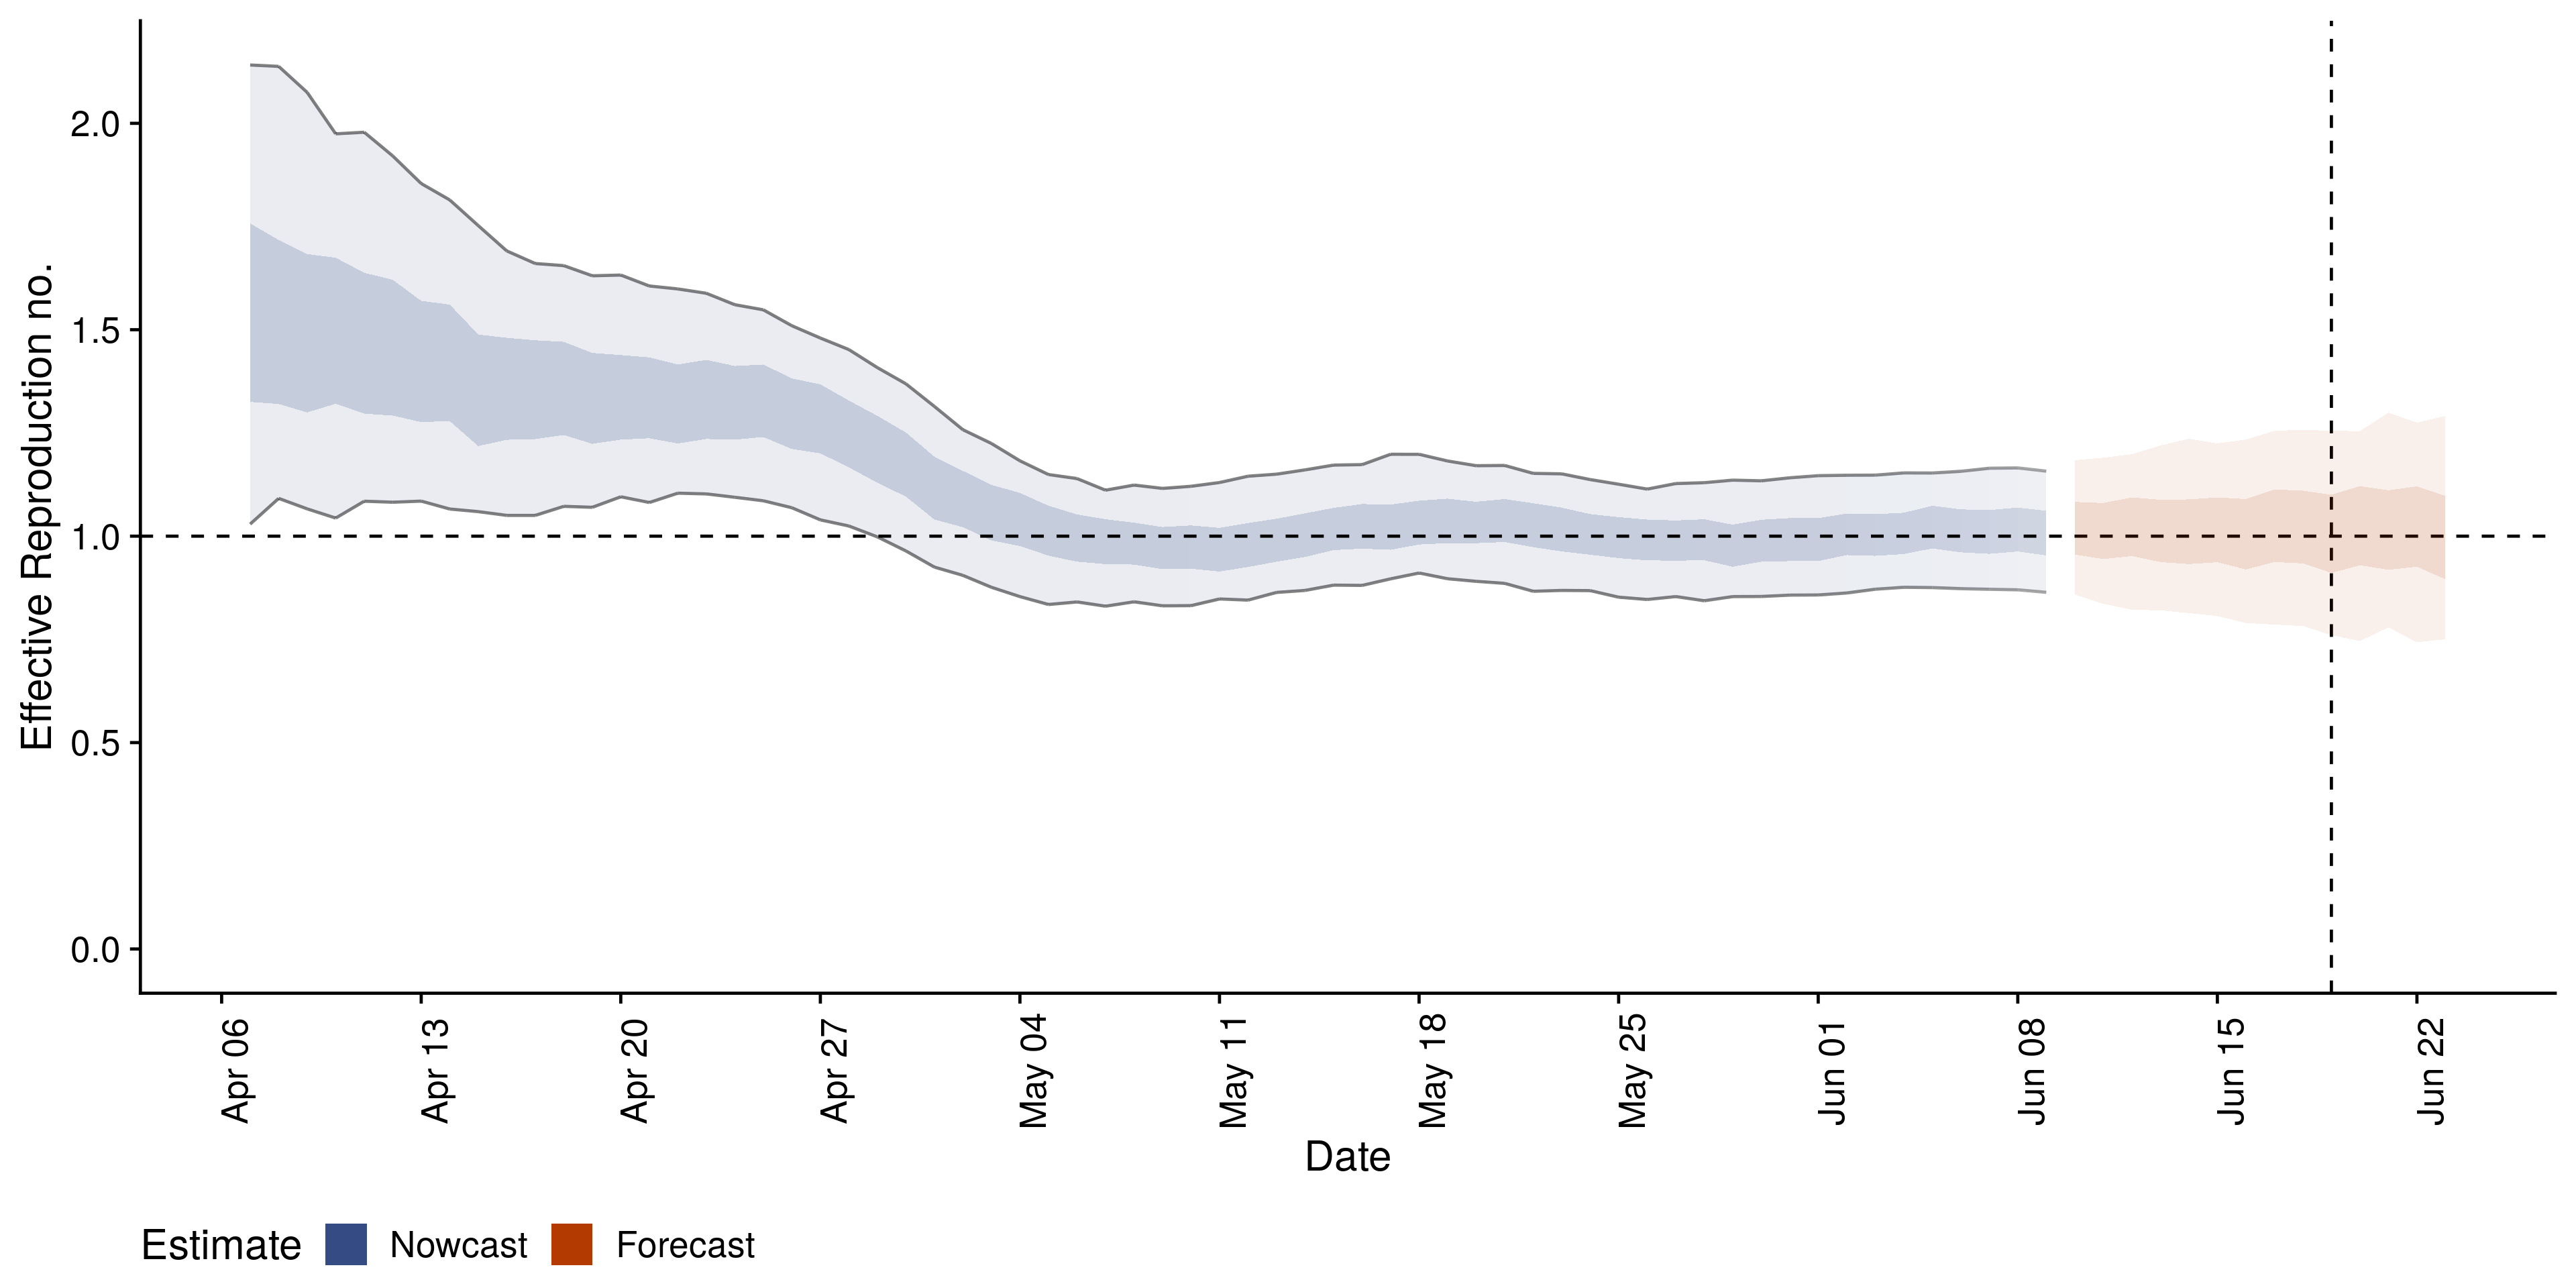 Effective Reproduction no.
2.0
1.5
1.0
0.5
0.0
Apr 06
Apr 13
Apr 20
Apr 27
May 04
May 11
May 18
May 25
Jun 01
Jun 08
Jun 15
Jun 22
Date
Estimate Nowcast Forecast